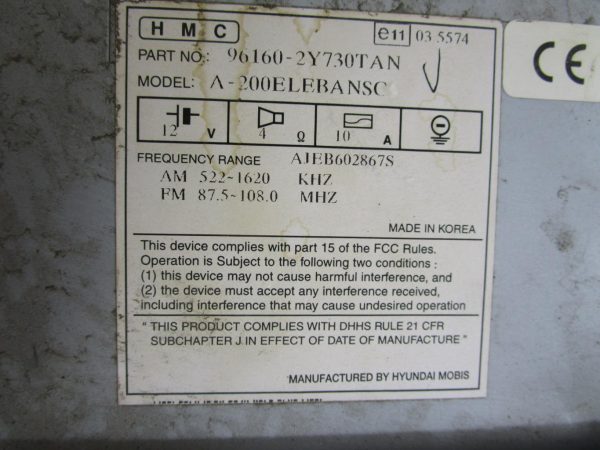 H M C e11 03 5574
PART NO: 96160-2Y730TAN
MODEL: A-200ELEBANSC
12 V 4 Ω 10 A
FREQUENCY RANGE AJEB602867S
AM 522~1620 KHZ
FM 87.5~108.0 MHZ
MADE IN KOREA
This device complies with part 15 of the FCC Rules.
Operation is Subject to the following two conditions :
(1) this device may not cause harmful interference, and
(2) the device must accept any interference received,
including interference that may cause undesired operation
" THIS PRODUCT COMPLIES WITH DHHS RULE 21 CFR
SUBCHAPTER J IN EFFECT OF DATE OF MANUFACTURE "
MANUFACTURED BY HYUNDAI MOBIS
CE